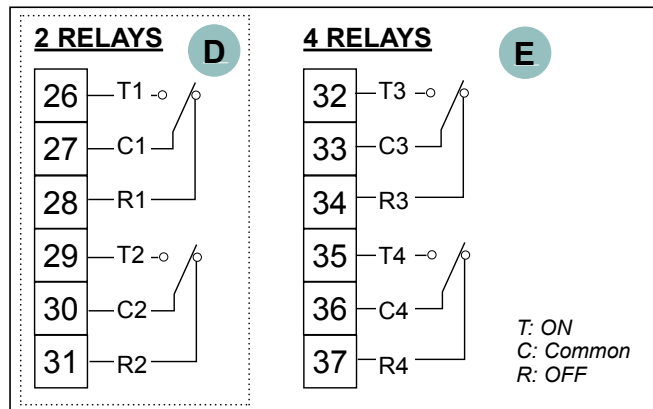 2 RELAYS
D
26 T1
27 C1
28 R1
29 T2
30 C2
31 R2
4 RELAYS
E
32 T3
33 C3
34 R3
35 T4
36 C4
37 R4
T: ON
C: Common
R: OFF